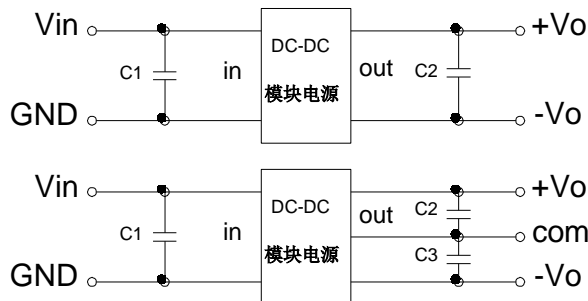 Vin
+Vo
DC-DC
C1
in
out
C2
模块电源
GND
-Vo
Vin
+Vo
DC-DC
out
C2
C1
in
com
模块电源
C3
GND
-Vo